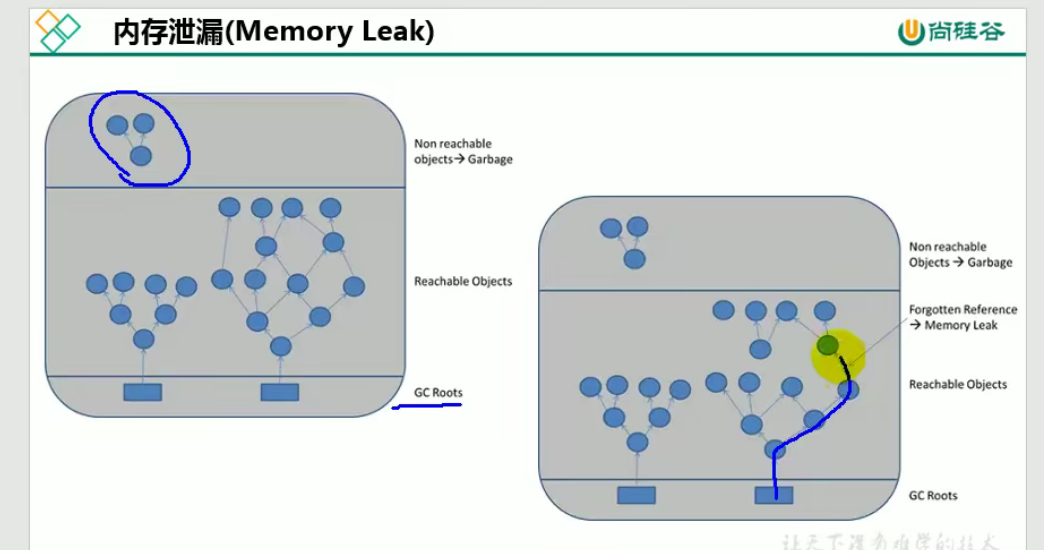 内存泄漏(Memory Leak)
尚硅谷
Non reachable
objects→ Garbage
Reachable Objects
GC Roots
Non reachable
Objects → Garbage
Forgotten Reference
→ Memory Leak
Reachable Objects
GC Roots
让天下没有难学的技术